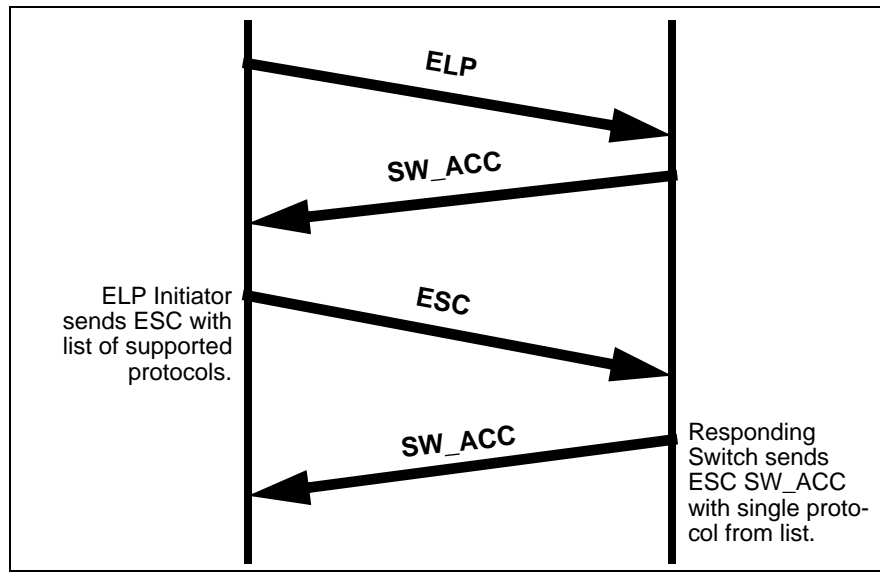 ELP
SW_ACC
ELP Initiator
sends ESC with
list of supported
protocols.
ESC
SW_ACC
Responding
Switch sends
ESC SW_ACC
with single proto-
col from list.